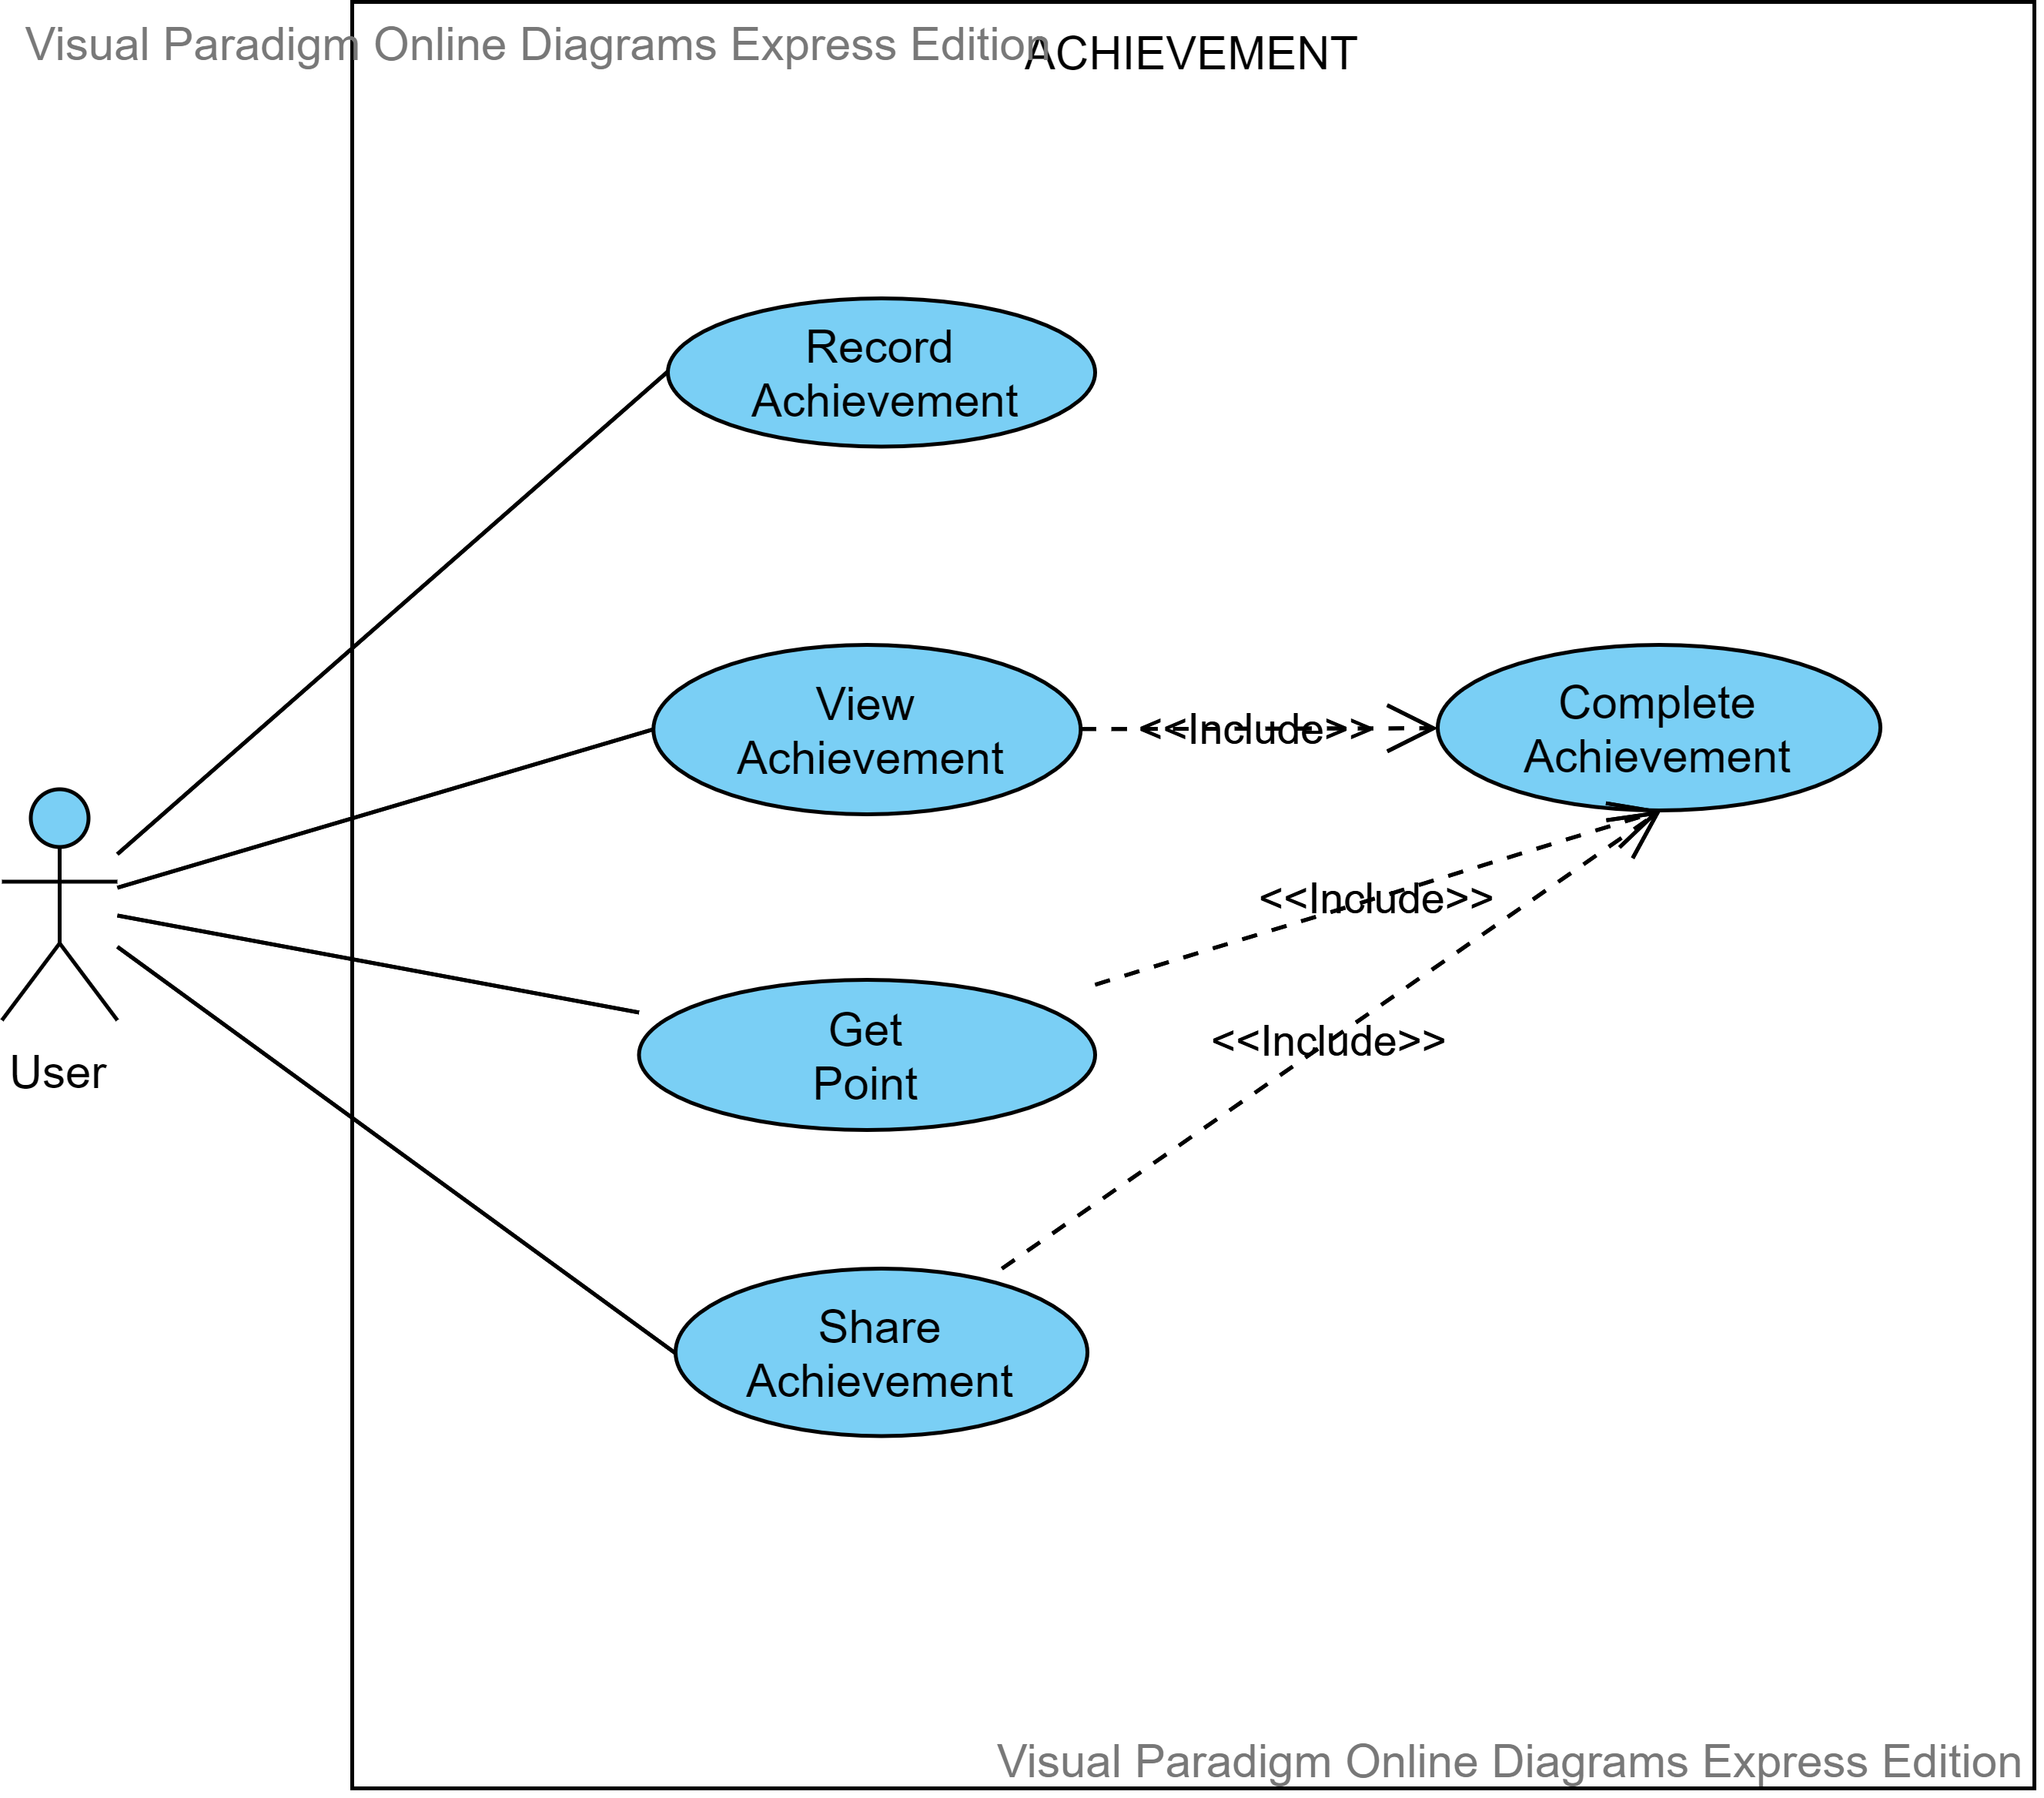 Visual Paradigm Online Diagrams Express Edition
ACHIEVEMENT
Record
Achievement
View
Achievement
<<Include>>
Complete
Achievement
<<Include>>
Get
Point
<<Include>>
User
Share
Achievement
Visual Paradigm Online Diagrams Express Edition